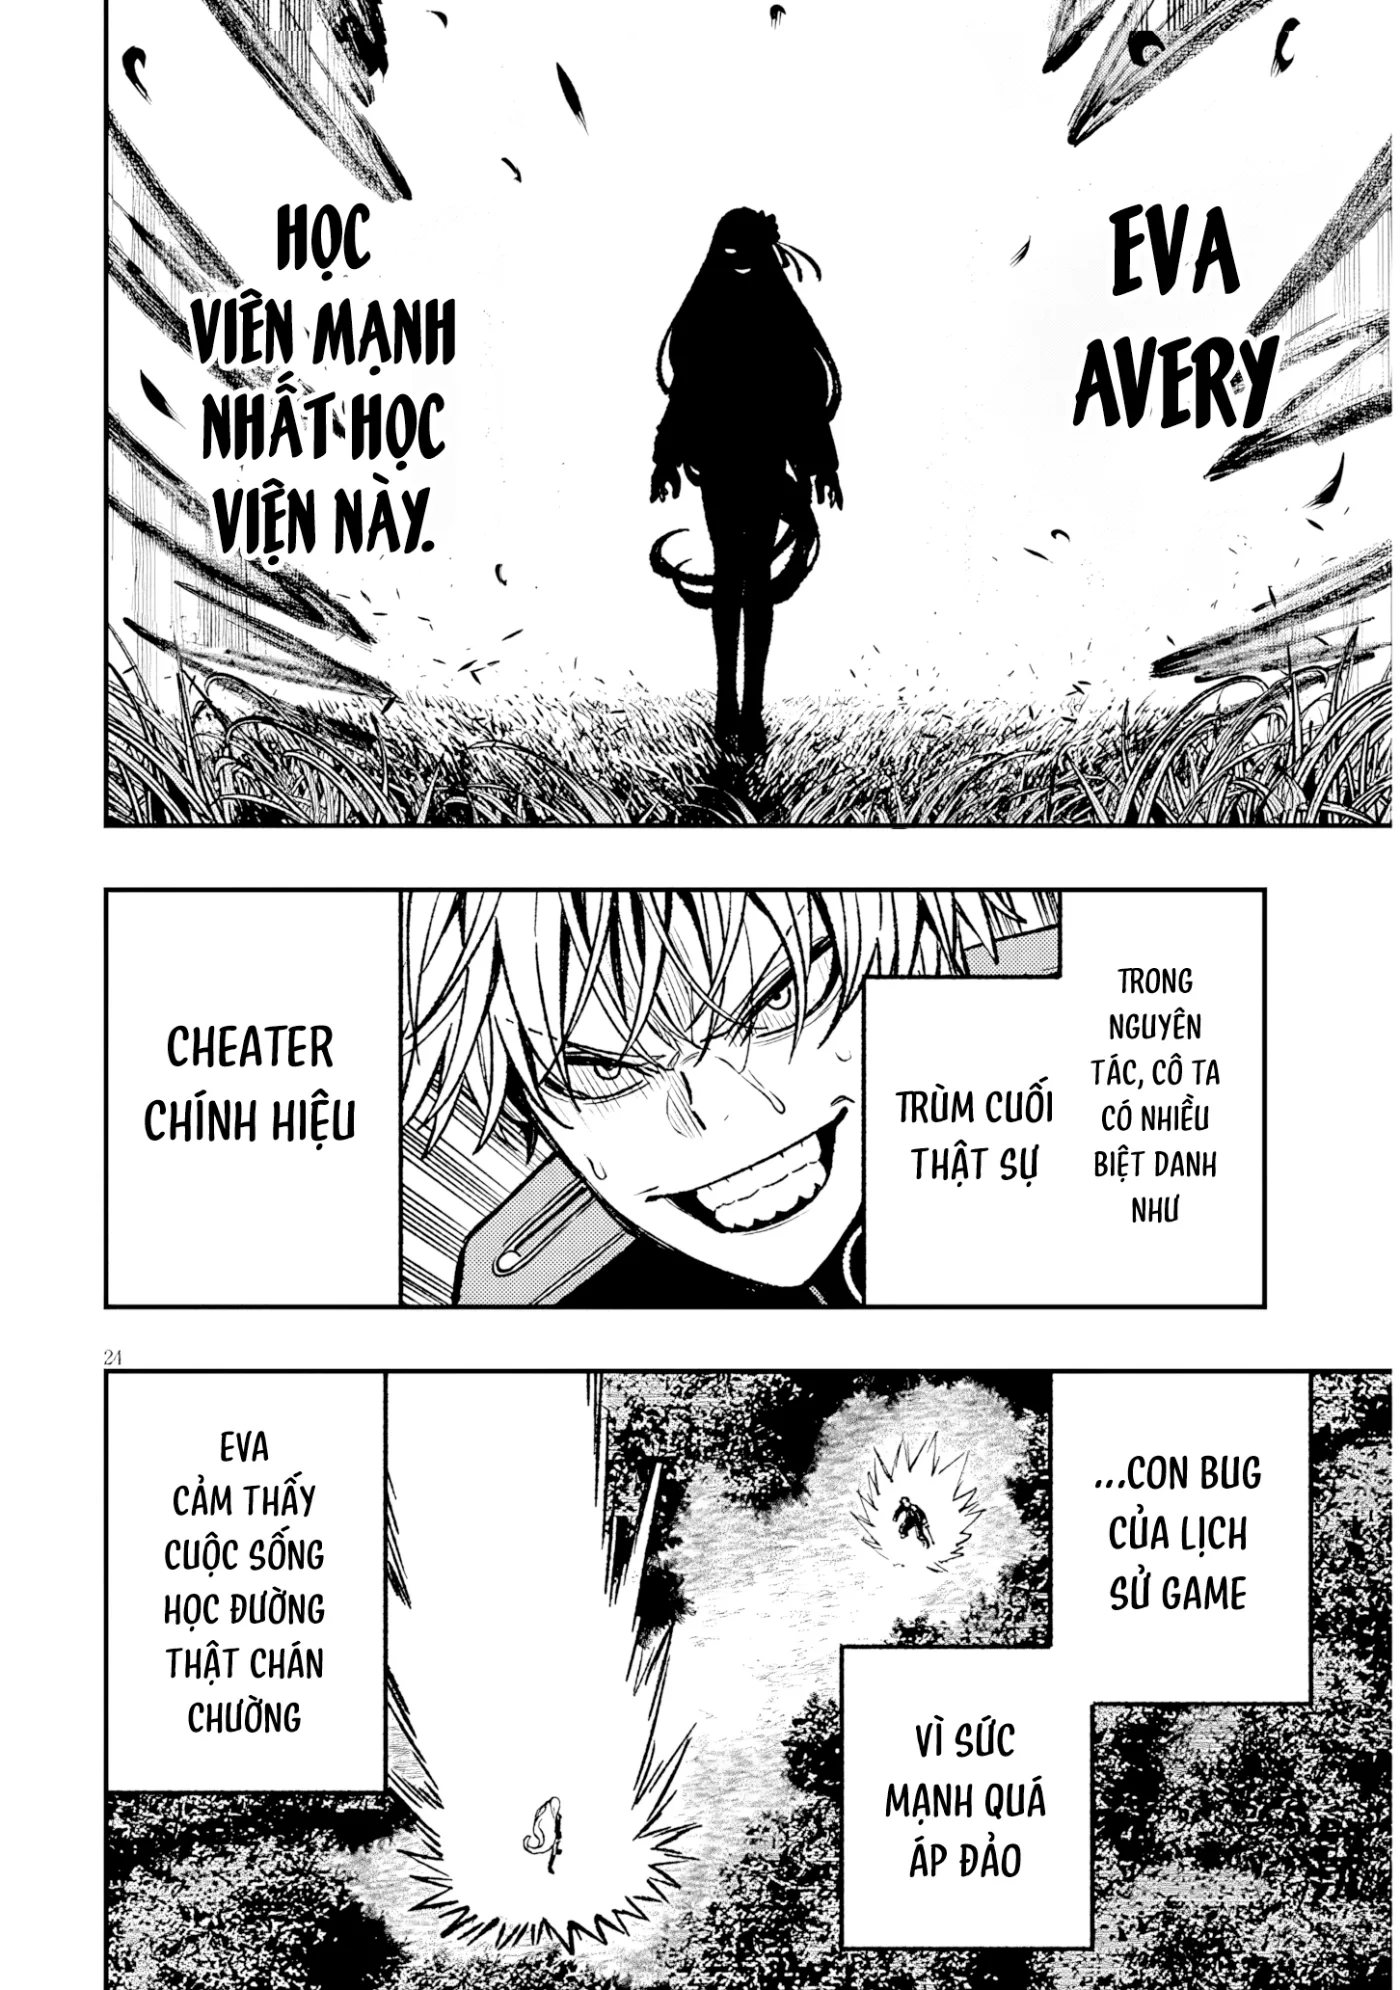 EVA
AVERY
HỌC
VIÊN MẠNH
NHẤT HỌC
VIỆN NÀY.
TRONG
NGUYÊN
TÁC, CÔ TA
CÓ NHIỀU
BIỆT DANH
NHƯ
TRÙM CUỐI
THẬT SỰ
CHEATER
CHÍNH HIỆU
24
...CON BUG
CỦA LỊCH
SỬ GAME
VÌ SỨC
MẠNH QUÁ
ÁP ĐẢO
EVA
CẢM THẤY
CUỘC SỐNG
HỌC ĐƯỜNG
THẬT CHÁN
CHƯỜNG